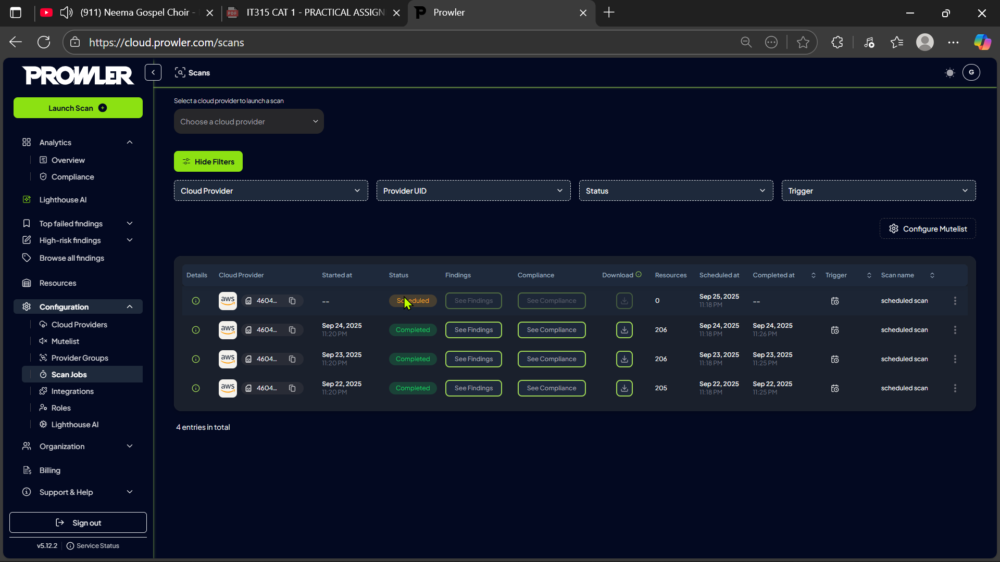 (911) Neema Gospel Choir -
IT315 CAT 1 - PRACTICAL ASSIGN
Prowler
https://cloud.prowler.com/scans
PROWLER
Scans
G
Launch Scan
Select a cloud provider to launch a scan
Choose a cloud provider
Analytics
Overview
Compliance
Lighthouse AI
Top failed findings
High-risk findings
Browse all findings
Resources
Configuration
Cloud Providers
Mutelist
Provider Groups
Scan Jobs
Integrations
Roles
Lighthouse AI
Organization
Billing
Support & Help
Sign out
v5.12.2 Service Status
Hide Filters
Cloud Provider Provider UID Status Trigger
Configure Mutelist
Details Cloud Provider Started at Status Findings Compliance Download Resources Scheduled at Completed at Trigger Scan name
aws 4604... -- Scheduled See Findings See Compliance 0 Sep 25, 2025 11:18 PM -- scheduled scan
aws 4604... Sep 24, 2025 11:20 PM Completed See Findings See Compliance 206 Sep 24, 2025 11:18 PM Sep 24, 2025 11:26 PM scheduled scan
aws 4604... Sep 23, 2025 11:20 PM Completed See Findings See Compliance 206 Sep 23, 2025 11:18 PM Sep 23, 2025 11:25 PM scheduled scan
aws 4604... Sep 22, 2025 11:20 PM Completed See Findings See Compliance 205 Sep 22, 2025 11:18 PM Sep 22, 2025 11:25 PM scheduled scan
4 entries in total